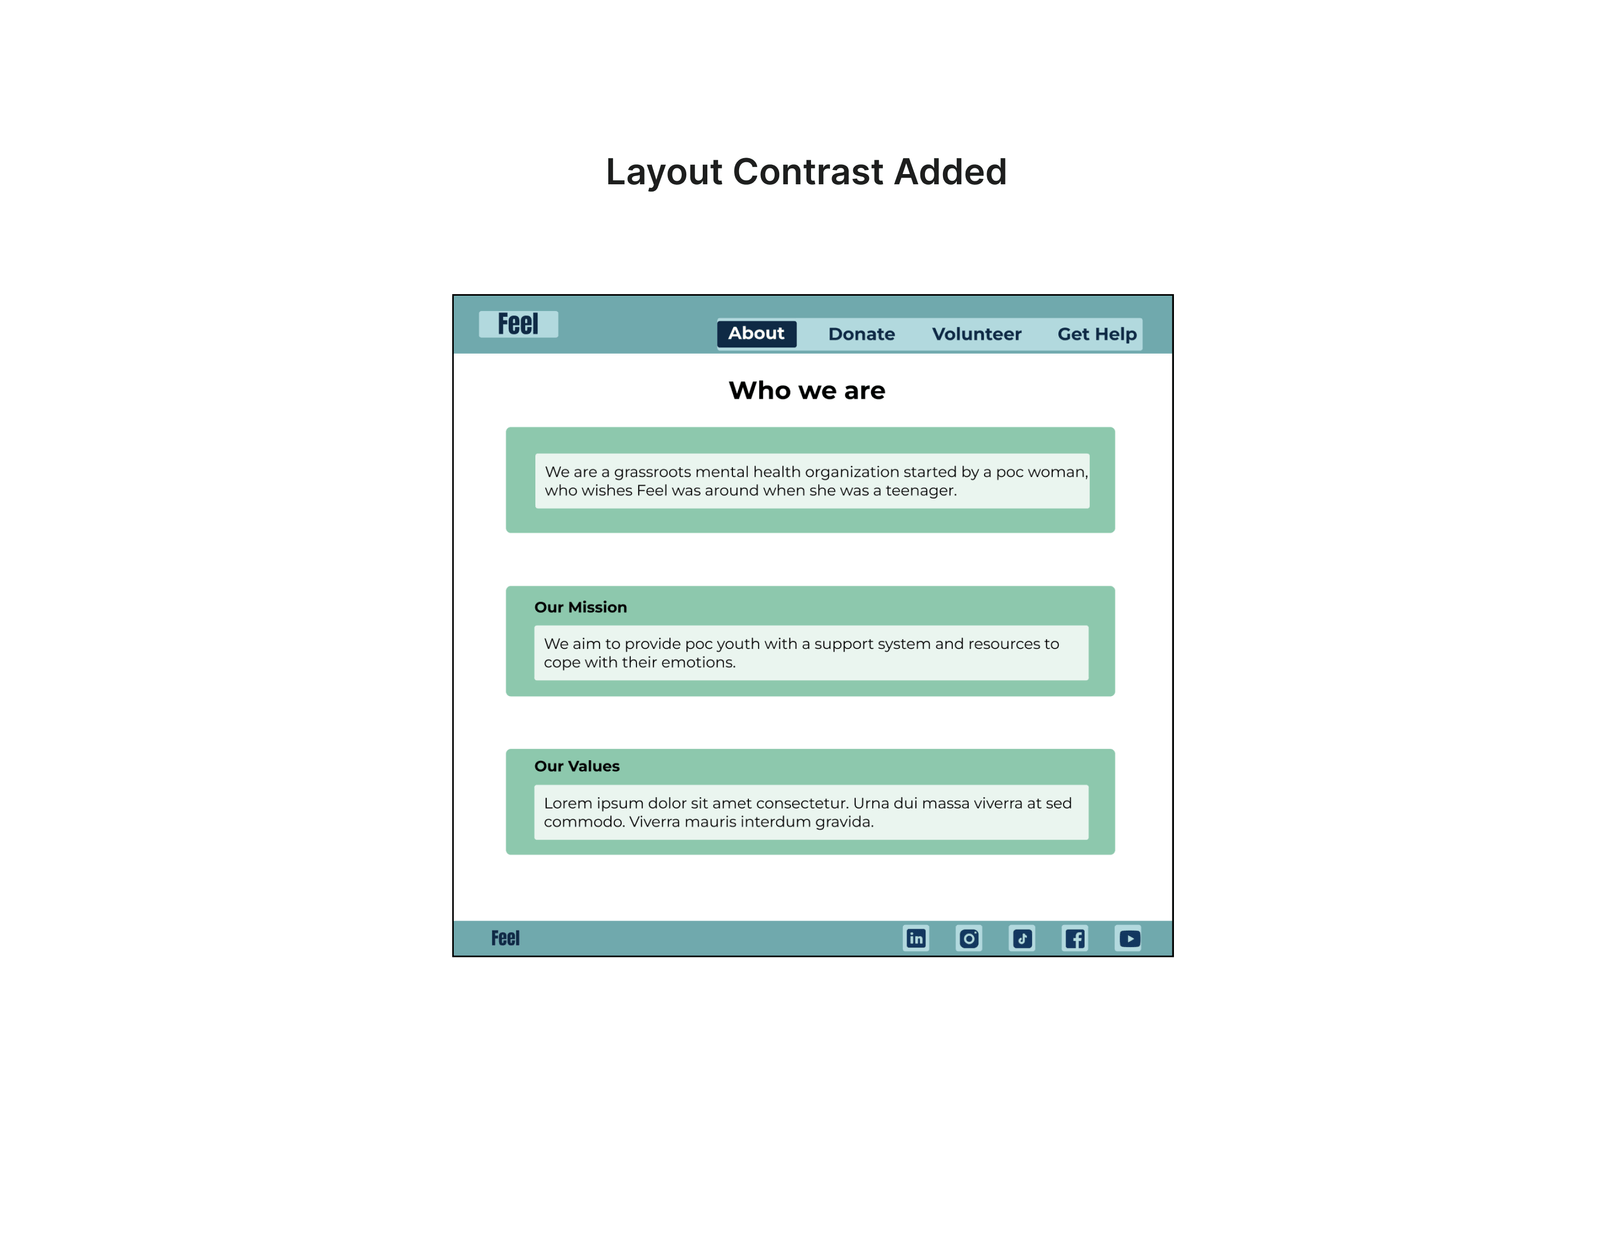 Layout Contrast Added
Feel
About Donate Volunteer Get Help
Who we are
We are a grassroots mental health organization started by a poc woman,
who wishes Feel was around when she was a teenager.
Our Mission
We aim to provide poc youth with a support system and resources to
cope with their emotions.
Our Values
Lorem ipsum dolor sit amet consectetur. Urna dui massa viverra at sed
commodo. Viverra mauris interdum gravida.
Feel
in